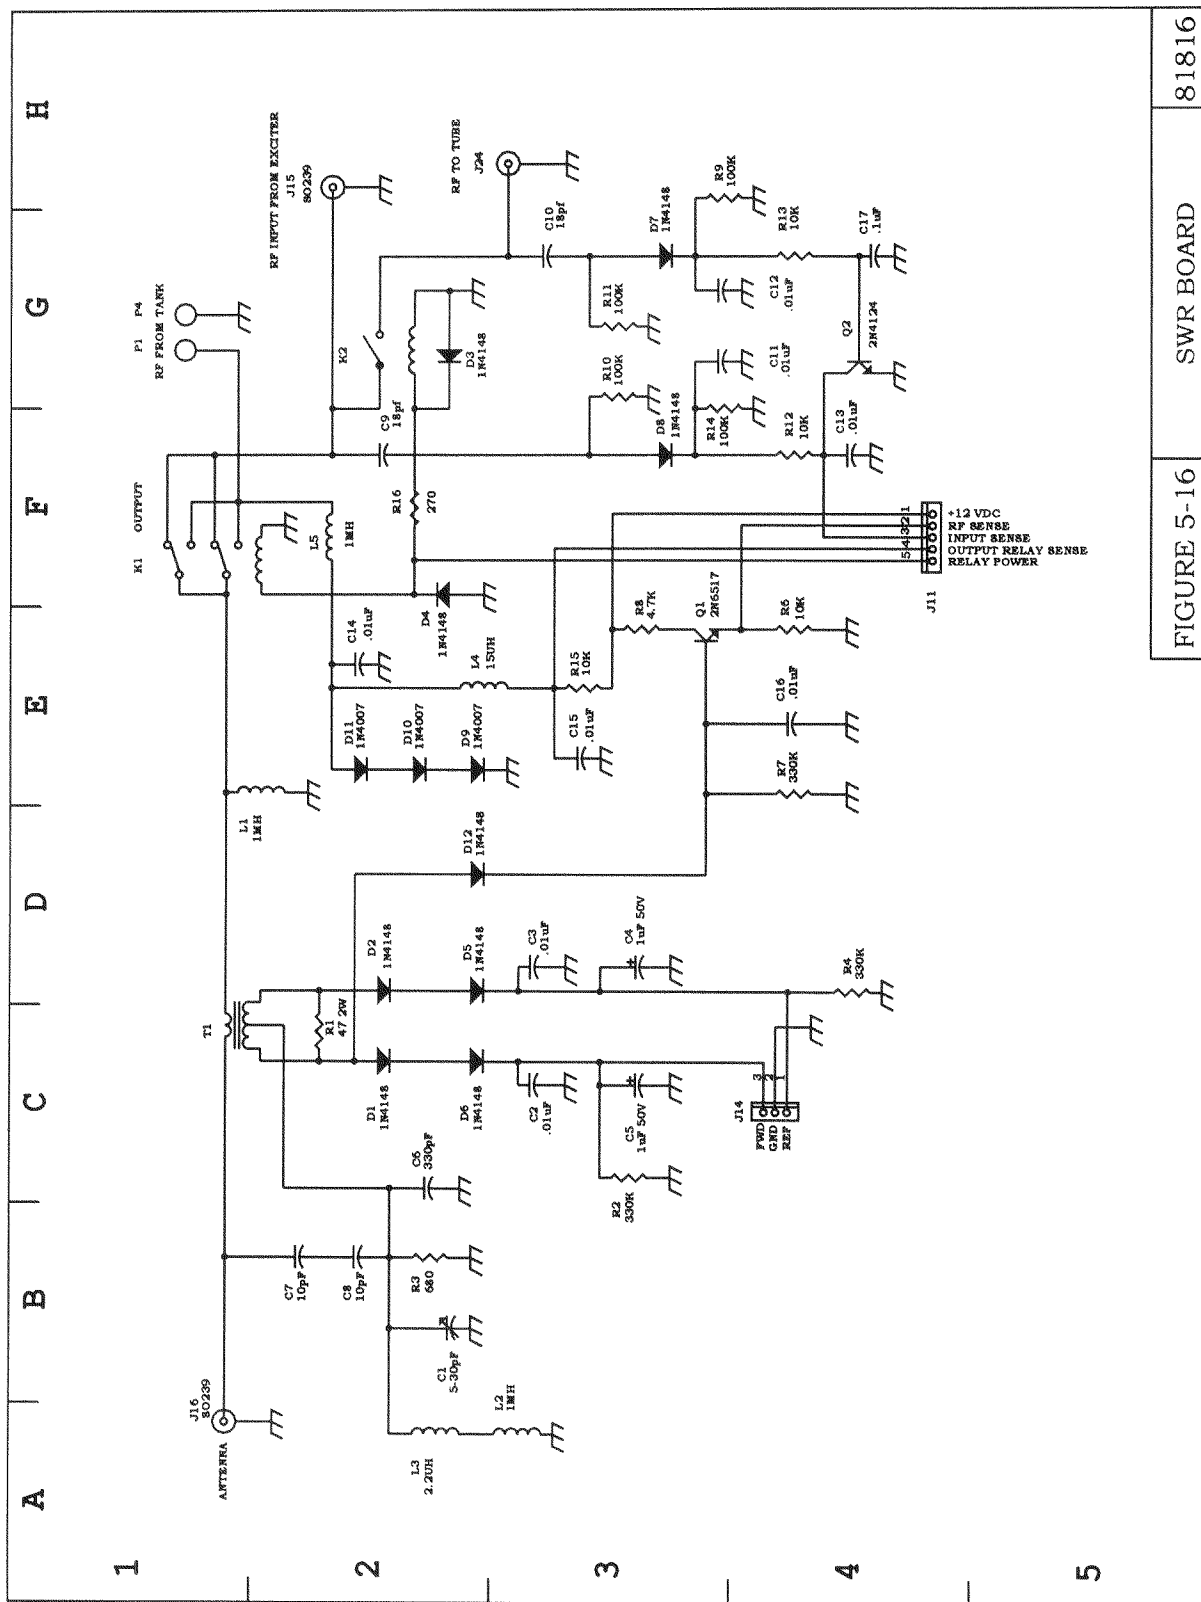 A B C D E F G H
1
2
3
4
5
ANTENNA
J16
SO239
L3
2.2UH
L2
1MH
C1
5-30pF
C7
10pF
C8
10pF
R3
680
C6
330pF
T1
R1
47 2W
D1
1N4148
D6
1N4148
D2
1N4148
D5
1N4148
C2
.01uF
C3
.01uF
C5
1uF 50V
C4
1uF 50V
R2
330K
R4
330K
J14
FWD
GND
REF
3
2
1
L1
1MH
D12
1N4148
D11
1N4007
D10
1N4007
D9
1N4007
C14
.01uF
L4
15UH
C15
.01uF
R15
10K
R7
330K
C16
.01uF
R8
4.7K
Q1
2N6517
R6
10K
K1 OUTPUT
L5
1MH
D4
1N4148
R16
270
P1 P4
RF FROM TANK
K2
D3
1N4148
C9
18pf
RF INPUT FROM EXCITER
J15
SO239
RF TO TUBE
J24
C10
18pf
R10
100K
R11
100K
D8
1N4148
D7
1N4148
R14
100K
C11
.01uF
C12
.01uF
R9
100K
R12
10K
R13
10K
C13
.01uF
Q2
2N4124
C17
.1uF
J11
5-4-3-2-1
+12 VDC
RF SENSE
INPUT SENSE
OUTPUT RELAY SENSE
RELAY POWER
FIGURE 5-16
SWR BOARD
81816